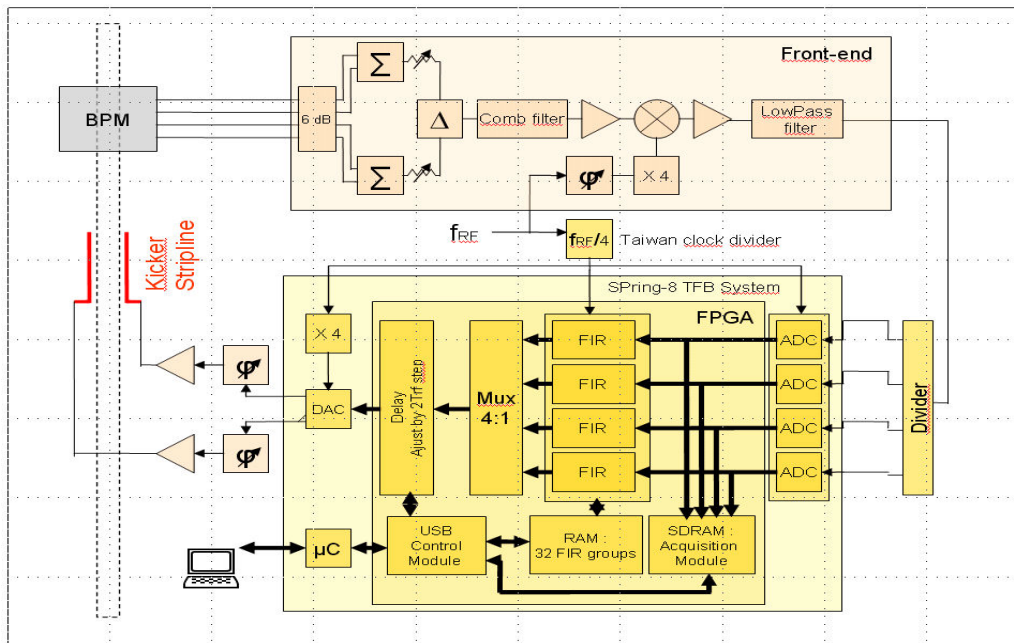 Front-end
BPM
6 dB
Σ
Σ
Δ
Comb filter
LowPass
filter
φ
X 4
fRF
fRF/4
Taiwan clock divider
Kicker
Stripline
SPring-8 TFB System
FPGA
X 4
DAC
Delay
Ajust by 2Trf step
Mux
4:1
FIR
FIR
FIR
FIR
ADC
ADC
ADC
ADC
Divider
φ
φ
µC
USB
Control
Module
RAM :
32 FIR groups
SDRAM :
Acquisition
Module